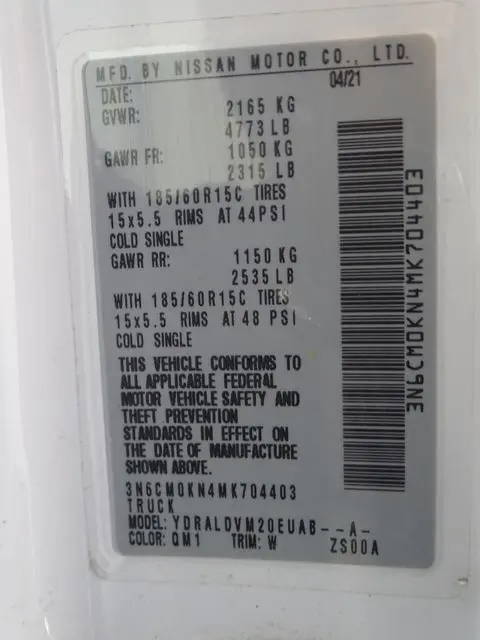 MFD. BY NISSAN MOTOR CO., LTD.
DATE: 04/21
GVWR: 2165 KG
4773 LB
GAWR FR: 1050 KG
2315 LB
WITH 185/60R15C TIRES
15x5.5 RIMS AT 44PSI
COLD SINGLE
GAWR RR: 1150 KG
2535 LB
WITH 185/60R15C TIRES
15x5.5 RIMS AT 48 PSI
COLD SINGLE
THIS VEHICLE CONFORMS TO
ALL APPLICABLE FEDERAL
MOTOR VEHICLE SAFETY AND
THEFT PREVENTION
STANDARDS IN EFFECT ON
THE DATE OF MANUFACTURE
SHOWN ABOVE.
3N6CM0KN4MK704403
TRUCK
MODEL: YDRALDVM20EUAB--A-
COLOR: QM1 TRIM: W ZS00A
3N6CM0KN4MK704403